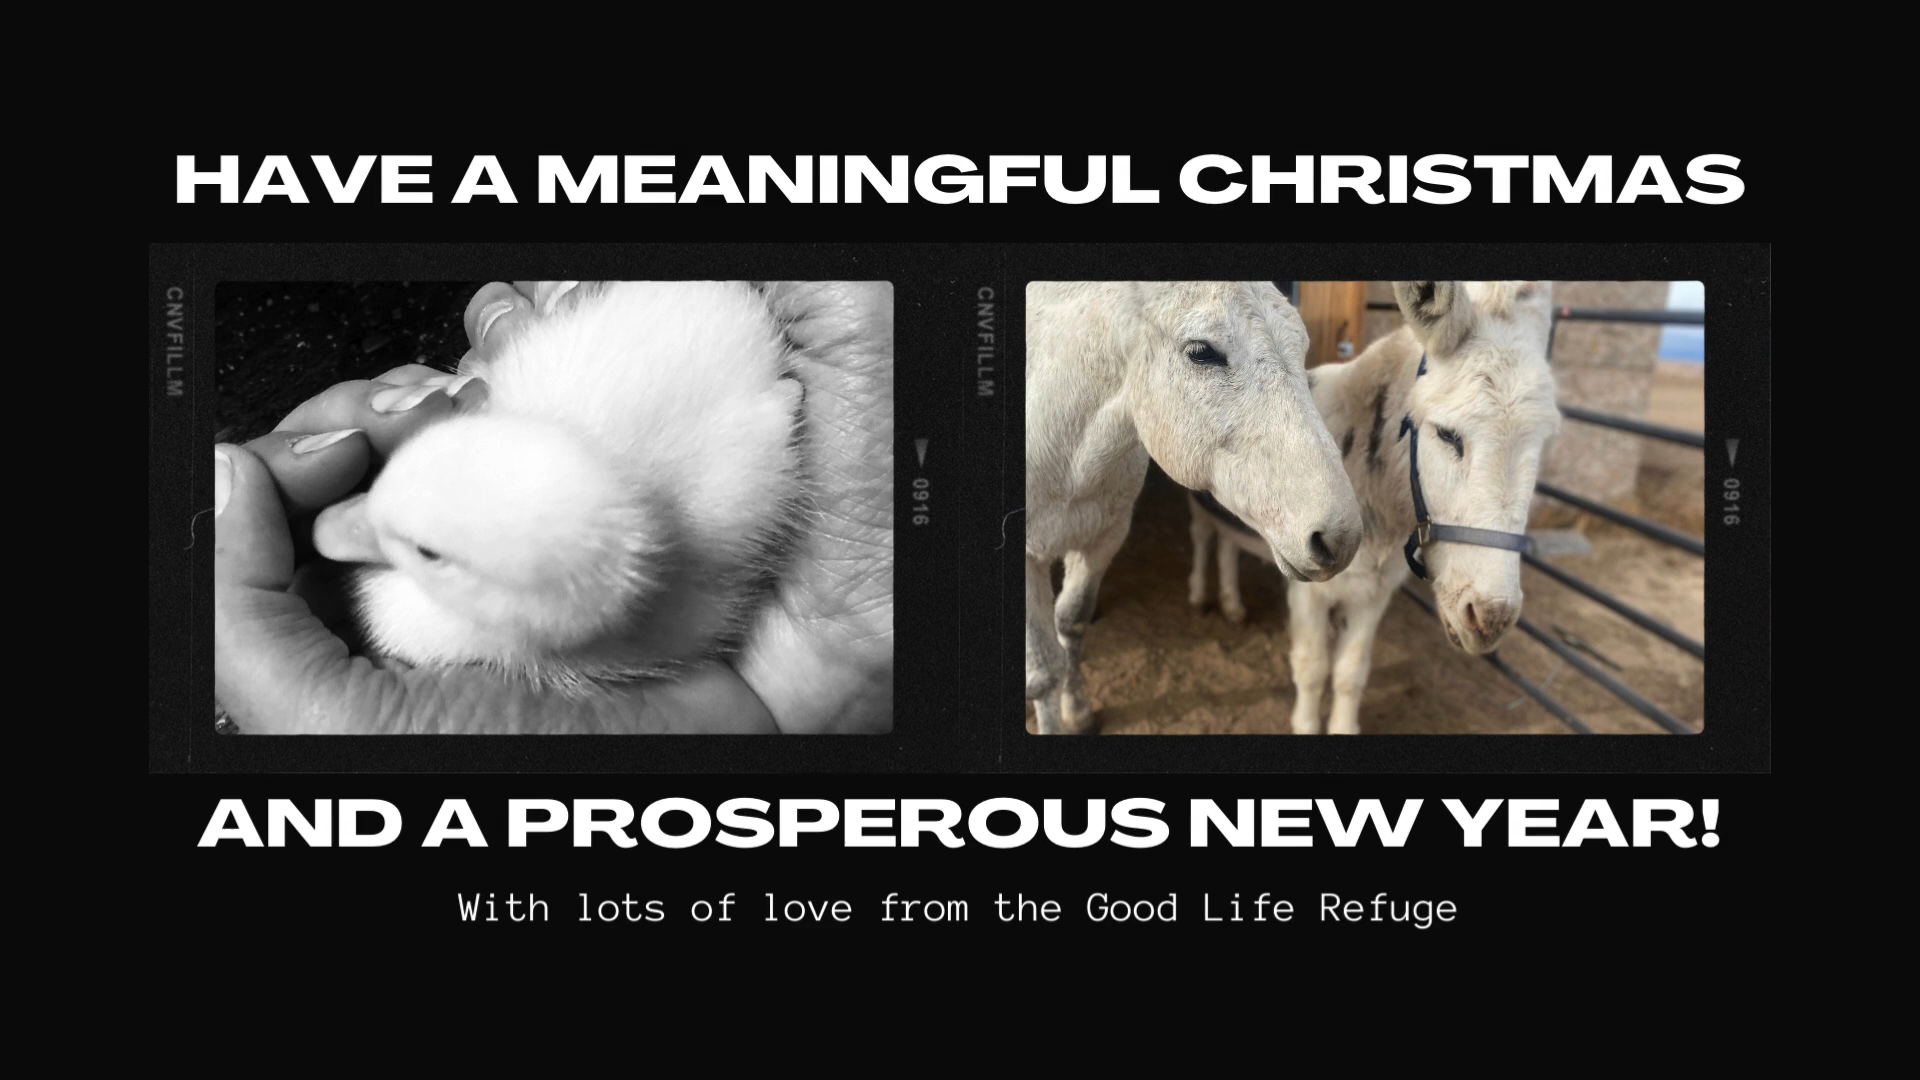 HAVE A MEANINGFUL CHRISTMAS
CNVFILLM
0916
CNVFILLM
0916
AND A PROSPEROUS NEW YEAR!
With lots of love from the Good Life Refuge